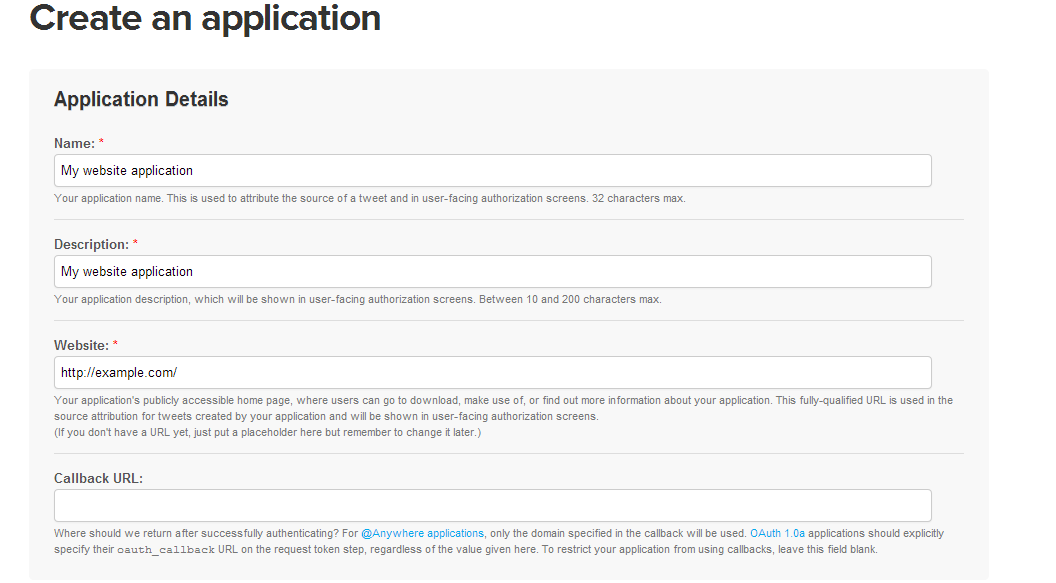 Create an application
Application Details
Name: *
My website application
Your application name. This is used to attribute the source of a tweet and in user-facing authorization screens. 32 characters max.
Description: *
My website application
Your application description, which will be shown in user-facing authorization screens. Between 10 and 200 characters max.
Website: *
http://example.com/
Your application's publicly accessible home page, where users can go to download, make use of, or find out more information about your application. This fully-qualified URL is used in the
source attribution for tweets created by your application and will be shown in user-facing authorization screens.
(If you don't have a URL yet, just put a placeholder here but remember to change it later.)
Callback URL:
Where should we return after successfully authenticating? For @Anywhere applications, only the domain specified in the callback will be used. OAuth 1.0a applications should explicitly
specify their oauth_callback URL on the request token step, regardless of the value given here. To restrict your application from using callbacks, leave this field blank.